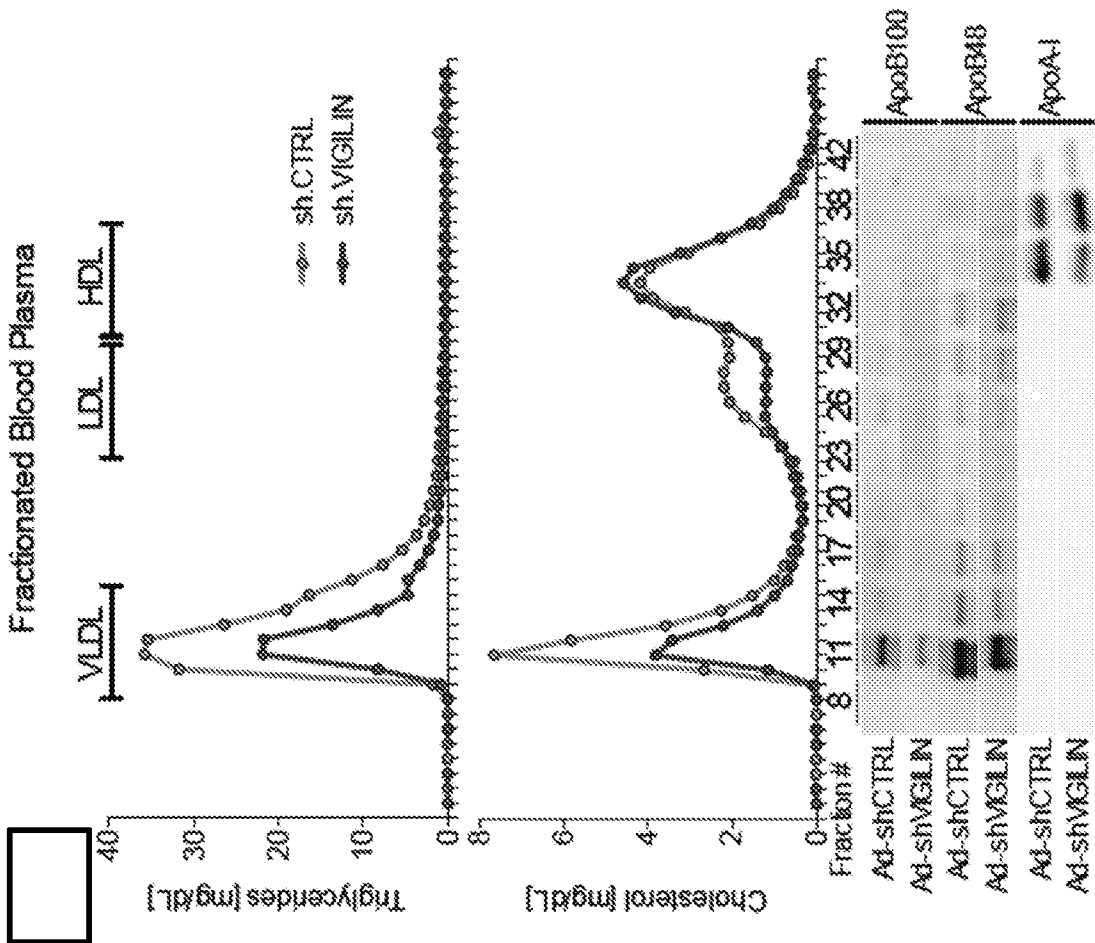 Fractionated Blood Plasma
VLDL
LDL
HDL
40
30
20
10
0
Triglycerides [mg/dL]
sh.CTRL
sh.VIGILIN
8
6
4
2
0
Cholesterol [mg/dL]
Fraction # 8 11 14 17 20 23 26 29 32 35 38 42
Ad-shCTRL
Ad-shVIGILIN
ApoB100
Ad-shCTRL
Ad-shVIGILIN
ApoB48
Ad-shCTRL
Ad-shVIGILIN
ApoA-I